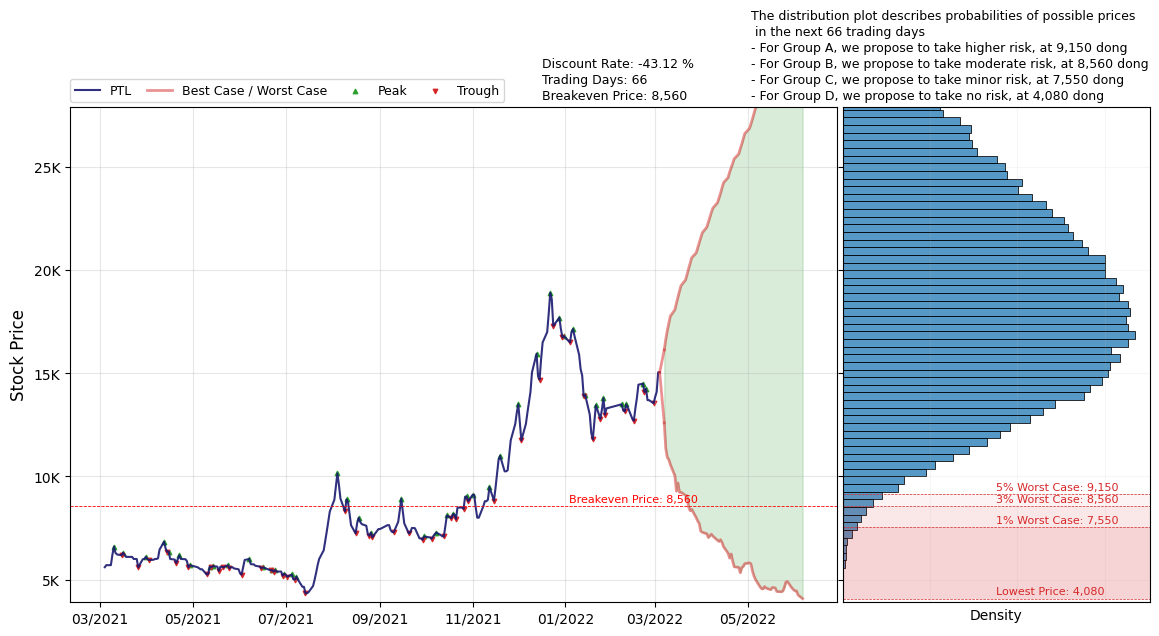 The distribution plot describes probabilities of possible prices
in the next 66 trading days
- For Group A, we propose to take higher risk, at 9,150 dong
- For Group B, we propose to take moderate risk, at 8,560 dong
- For Group C, we propose to take minor risk, at 7,550 dong
- For Group D, we propose to take no risk, at 4,080 dong
Discount Rate: -43.12 %
Trading Days: 66
Breakeven Price: 8,560
PTL
Best Case / Worst Case
Peak
Trough
Stock Price
25K
20K
15K
10K
5K
Breakeven Price: 8,560
5% Worst Case: 9,150
3% Worst Case: 8,560
1% Worst Case: 7,550
Lowest Price: 4,080
03/2021
05/2021
07/2021
09/2021
11/2021
01/2022
03/2022
05/2022
Density